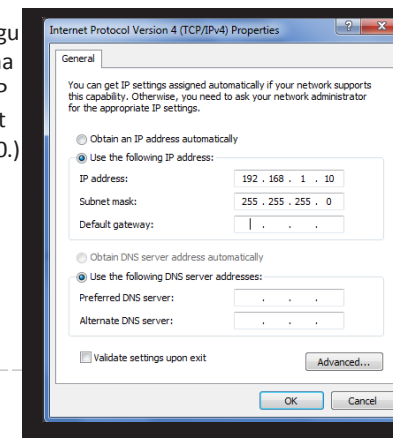 gu
na
P
t
0.)
Internet Protocol Version 4 (TCP/IPv4) Properties
General
You can get IP settings assigned automatically if your network supports
this capability. Otherwise, you need to ask your network administrator
for the appropriate IP settings.
Obtain an IP address automatically
Use the following IP address:
IP address: 192 . 168 . 1 . 10
Subnet mask: 255 . 255 . 255 . 0
Default gateway: . . .
Obtain DNS server address automatically
Use the following DNS server addresses:
Preferred DNS server: . . .
Alternate DNS server: . . .
Validate settings upon exit
Advanced...
OK Cancel